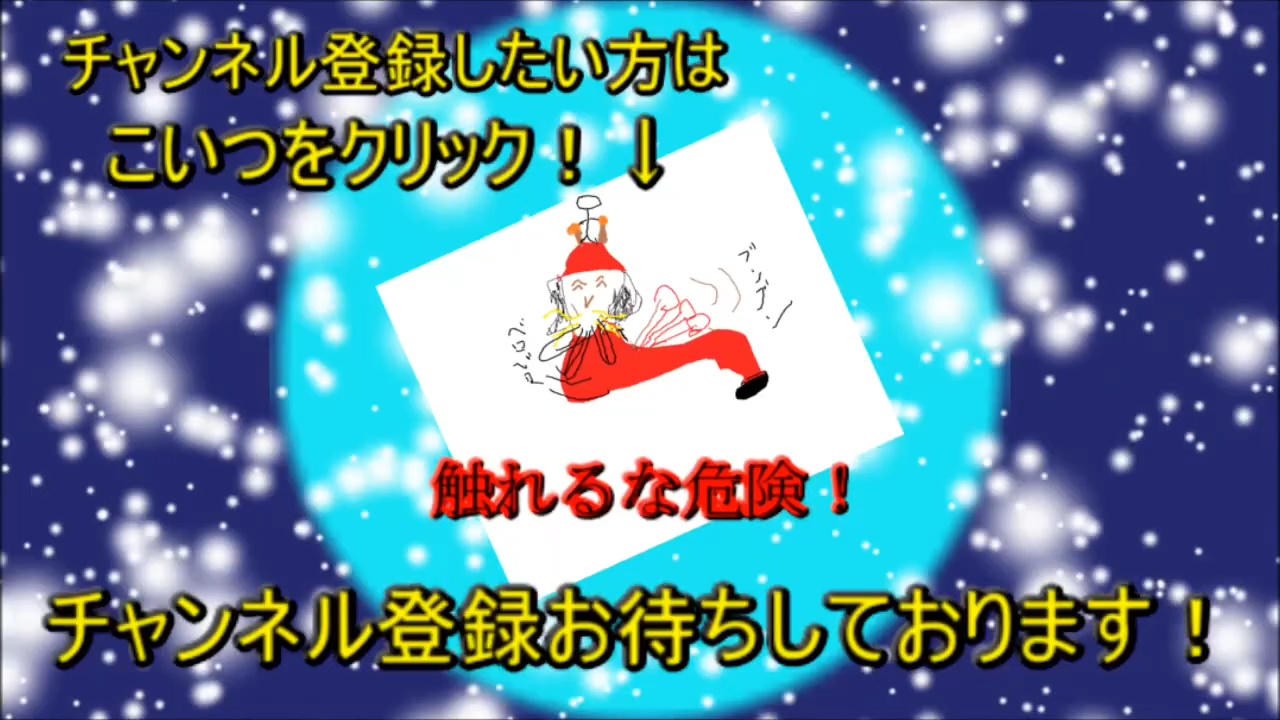 チャンネル登録したい方は
こいつをクリック！↓
触れるな危険！
チャンネル登録お待ちしております！